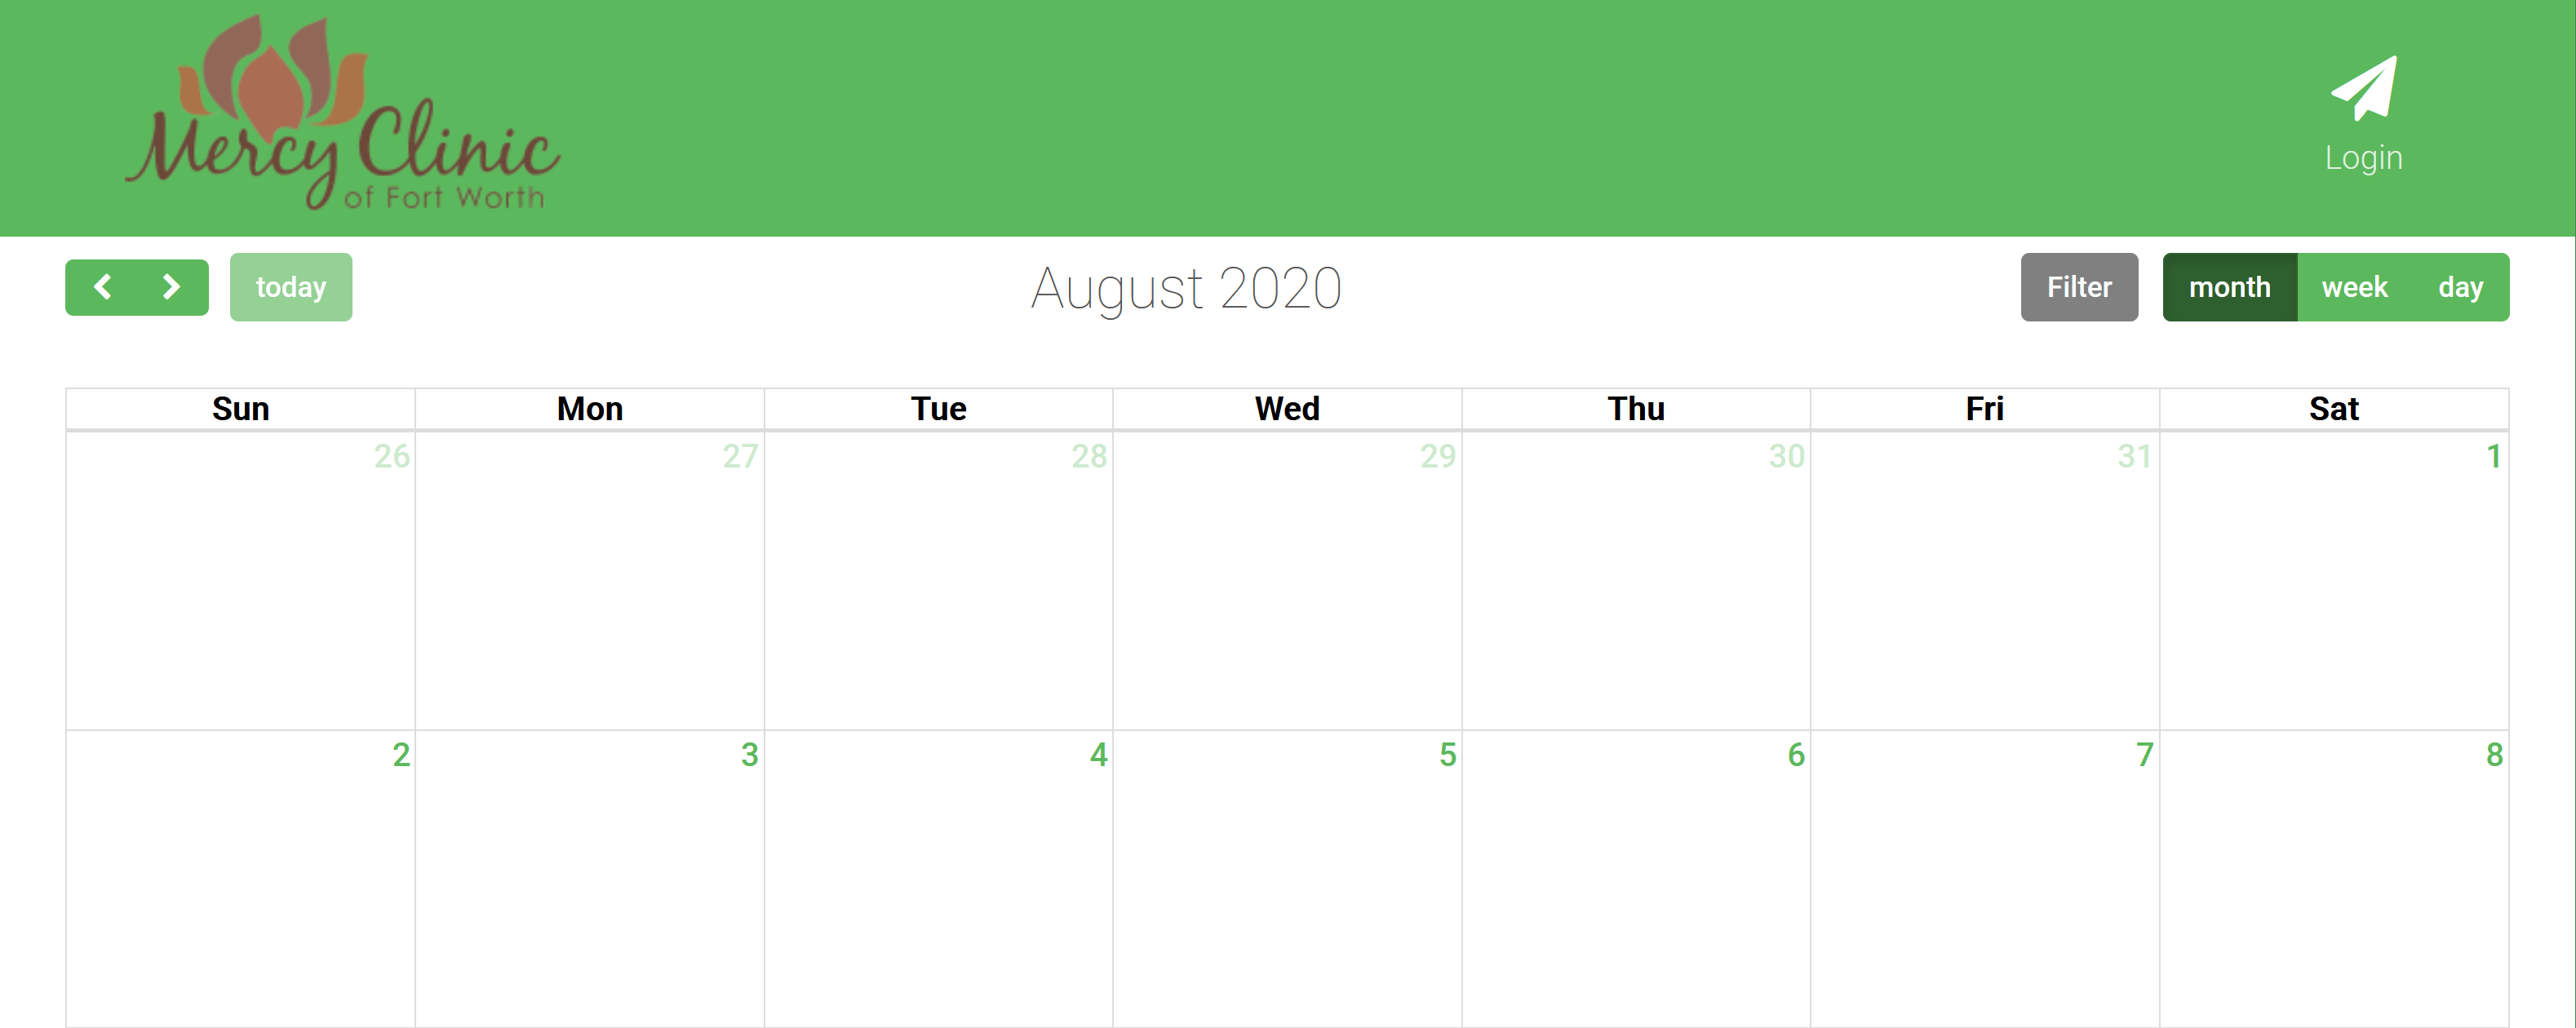 Mercy Clinic
of Fort Worth
Login
today
August 2020
Filter
month
week
day
Sun Mon Tue Wed Thu Fri Sat
26 27 28 29 30 31 1
2 3 4 5 6 7 8